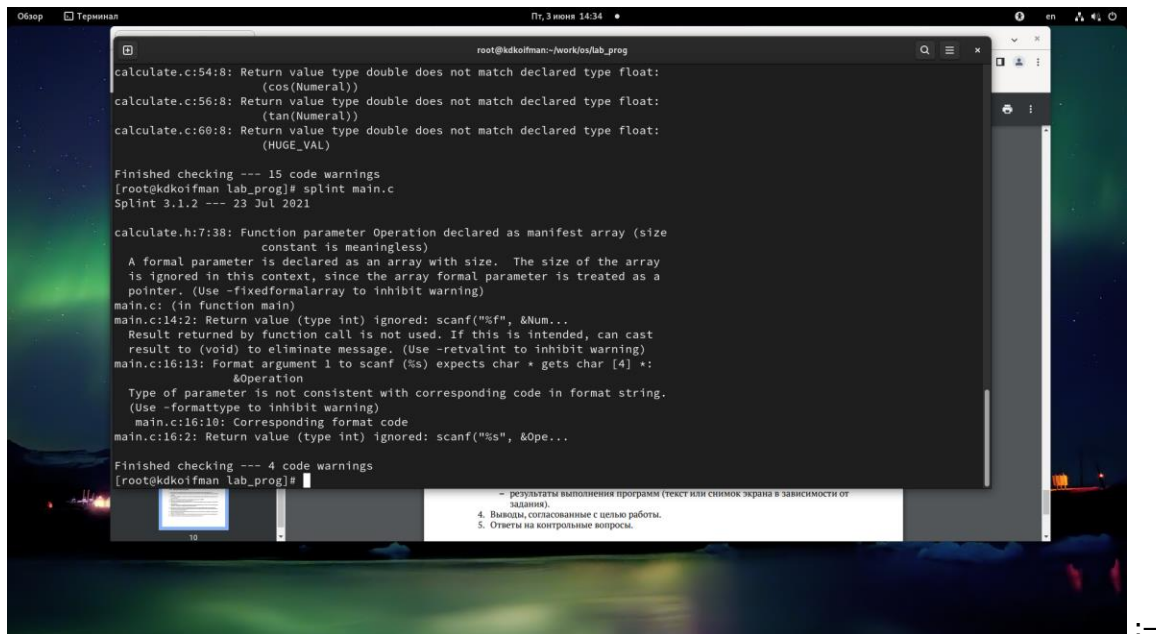 Обзор Терминал Пт, 3 июня 14:34 en
root@kdkoifman:~/work/os/lab_prog
calculate.c:54:8: Return value type double does not match declared type float:
(cos(Numeral))
calculate.c:56:8: Return value type double does not match declared type float:
(tan(Numeral))
calculate.c:60:8: Return value type double does not match declared type float:
(HUGE_VAL)
Finished checking --- 15 code warnings
[root@kdkoifman lab_prog]# splint main.c
Splint 3.1.2 --- 23 Jul 2021
calculate.h:7:38: Function parameter Operation declared as manifest array (size
constant is meaningless)
A formal parameter is declared as an array with size.  The size of the array
is ignored in this context, since the array formal parameter is treated as a
pointer. (Use -fixedformalarray to inhibit warning)
main.c: (in function main)
main.c:14:2: Return value (type int) ignored: scanf("%f", &Num...
Result returned by function call is not used. If this is intended, can cast
result to (void) to eliminate message. (Use -retvalint to inhibit warning)
main.c:16:13: Format argument 1 to scanf (%s) expects char * gets char [4] *:
&Operation
Type of parameter is not consistent with corresponding code in format string.
(Use -formattype to inhibit warning)
main.c:16:10: Corresponding format code
main.c:16:2: Return value (type int) ignored: scanf("%s", &Ope...
Finished checking --- 4 code warnings
[root@kdkoifman lab_prog]#
– результаты выполнения программ (текст или снимок экрана в зависимости от
задания).
4. Выводы, согласованные с целью работы.
5. Ответы на контрольные вопросы.
10